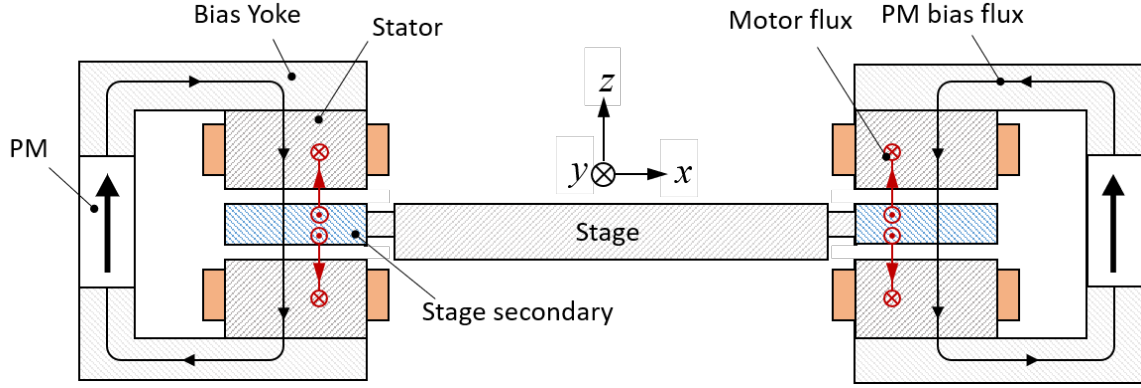 Bias Yoke
Stator
Motor flux
PM bias flux
z
PM
y
x
Stage
Stage secondary